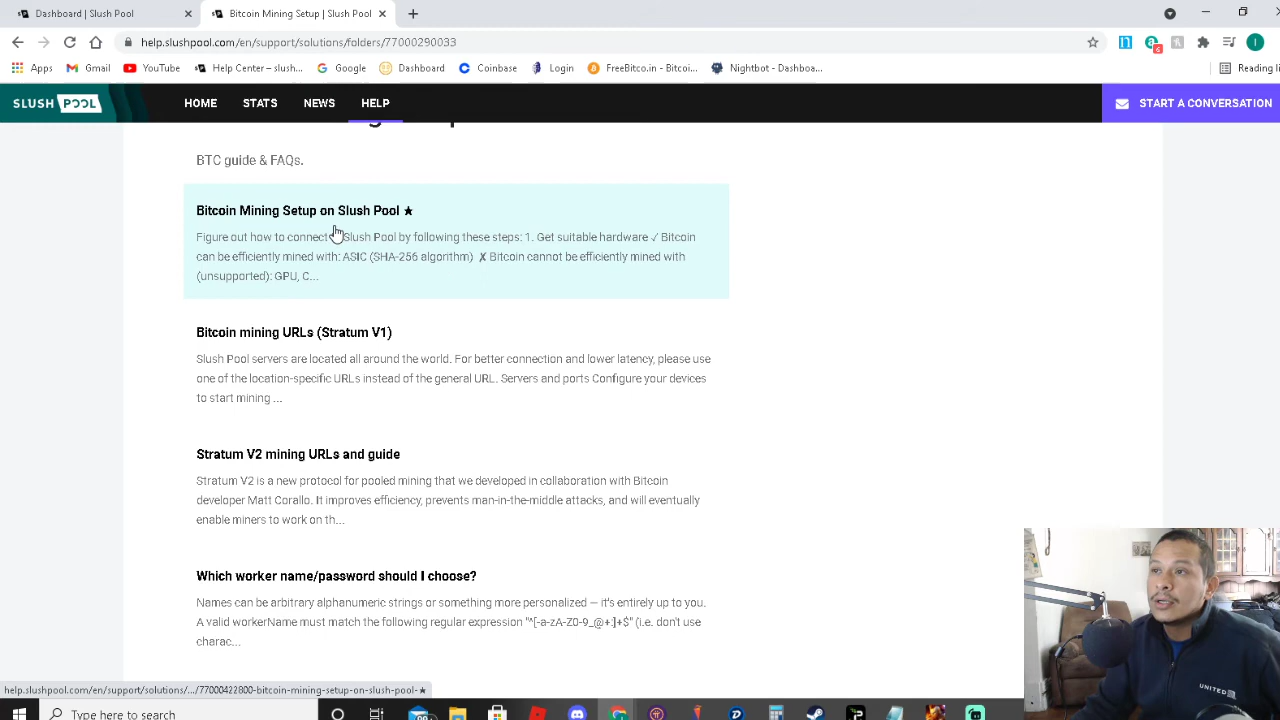 Dashboard | Slush Pool
Bitcoin Mining Setup | Slush Pool |
help.slushpool.com/en/support/solutions/folders/77000290033
Apps Gmail YouTube Help Center – slush... Google Dashboard Coinbase Login FreeBitco.in - Bitcoi... Nightbot - Dashboa... Reading
SLUSH POOL HOME STATS NEWS HELP START A CONVERSATION
BTC guide & FAQs.
Bitcoin Mining Setup on Slush Pool ★
Figure out how to connect Slush Pool by following these steps: 1. Get suitable hardware ✓ Bitcoin
can be efficiently mined with: ASIC (SHA-256 algorithm) ✗ Bitcoin cannot be efficiently mined with
(unsupported): GPU, C...
Bitcoin mining URLs (Stratum V1)
Slush Pool servers are located all around the world. For better connection and lower latency, please use
one of the location-specific URLs instead of the general URL. Servers and ports Configure your devices
to start mining ...
Stratum V2 mining URLs and guide
Stratum V2 is a new protocol for pooled mining that we developed in collaboration with Bitcoin
developer Matt Corallo. It improves efficiency, prevents man-in-the-middle attacks, and will eventually
enable miners to work on th...
Which worker name/password should I choose?
Names can be arbitrary alphanumeric strings or something more personalized — it's entirely up to you.
A valid workerName must match the following regular expression "^[-a-zA-Z0-9_@+:]+$" (i.e. don't use
charac...
UNITED
help.slushpool.com/en/support/solutions/.../77000422800-bitcoin-mining-setup-on-slush-pool-★
Type here to search